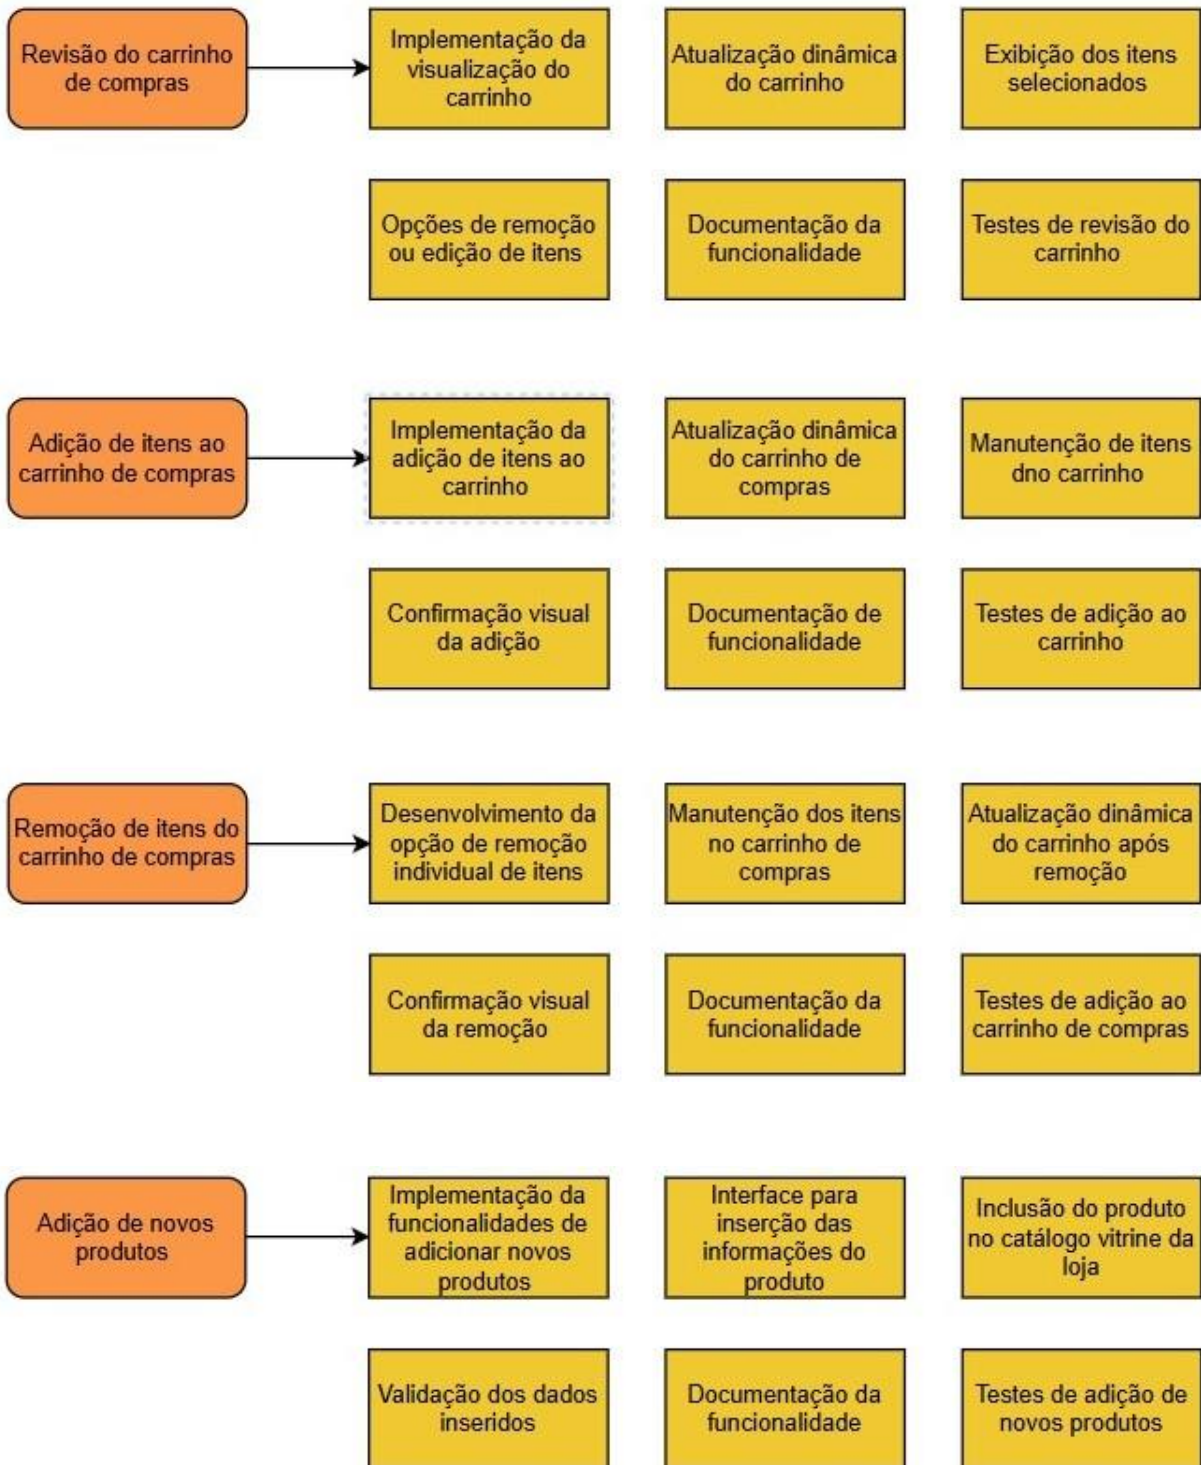 Revisão do carrinho
de compras
Implementação da
visualização do
carrinho
Atualização dinâmica
do carrinho
Exibição dos itens
selecionados
Opções de remoção
ou edição de itens
Documentação da
funcionalidade
Testes de revisão do
carrinho
Adição de itens ao
carrinho de compras
Implementação da
adição de itens ao
carrinho
Atualização dinâmica
do carrinho de
compras
Manutenção de itens
dno carrinho
Confirmação visual
da adição
Documentação de
funcionalidade
Testes de adição ao
carrinho
Remoção de itens do
carrinho de compras
Desenvolvimento da
opção de remoção
individual de itens
Manutenção dos itens
no carrinho de
compras
Atualização dinâmica
do carrinho após
remoção
Confirmação visual
da remoção
Documentação da
funcionalidade
Testes de adição ao
carrinho de compras
Adição de novos
produtos
Implementação da
funcionalidades de
adicionar novos
produtos
Interface para
inserção das
informações do
produto
Inclusão do produto
no catálogo vitrine da
loja
Validação dos dados
inseridos
Documentação da
funcionalidade
Testes de adição de
novos produtos